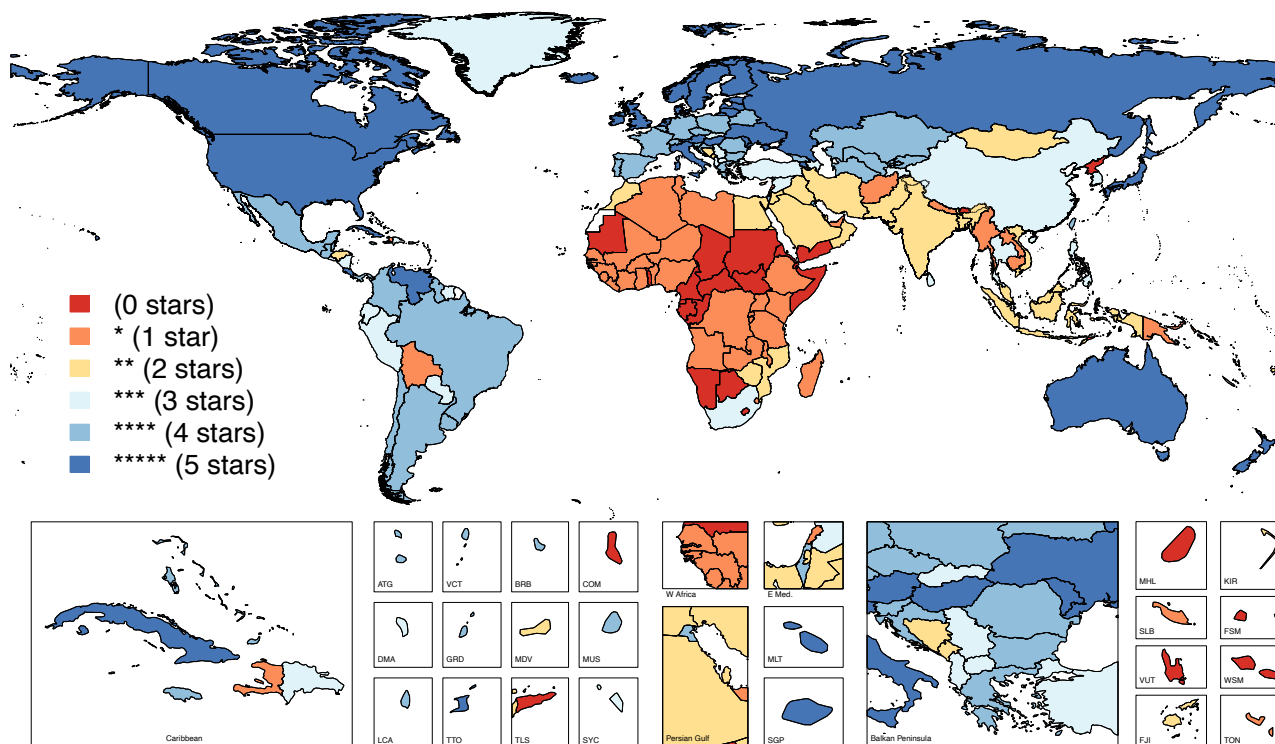 (0 stars)
* (1 star)
** (2 stars)
*** (3 stars)
**** (4 stars)
***** (5 stars)
Caribbean
ATG
VCT
BRB
COM
DMA
GRD
MDV
MUS
LCA
TTO
TLS
SYC
W Africa
E Med.
Persian Gulf
MLT
SGP
Balkan Peninsula
MHL
KIR
SLB
FSM
VUT
WSM
FJI
TON